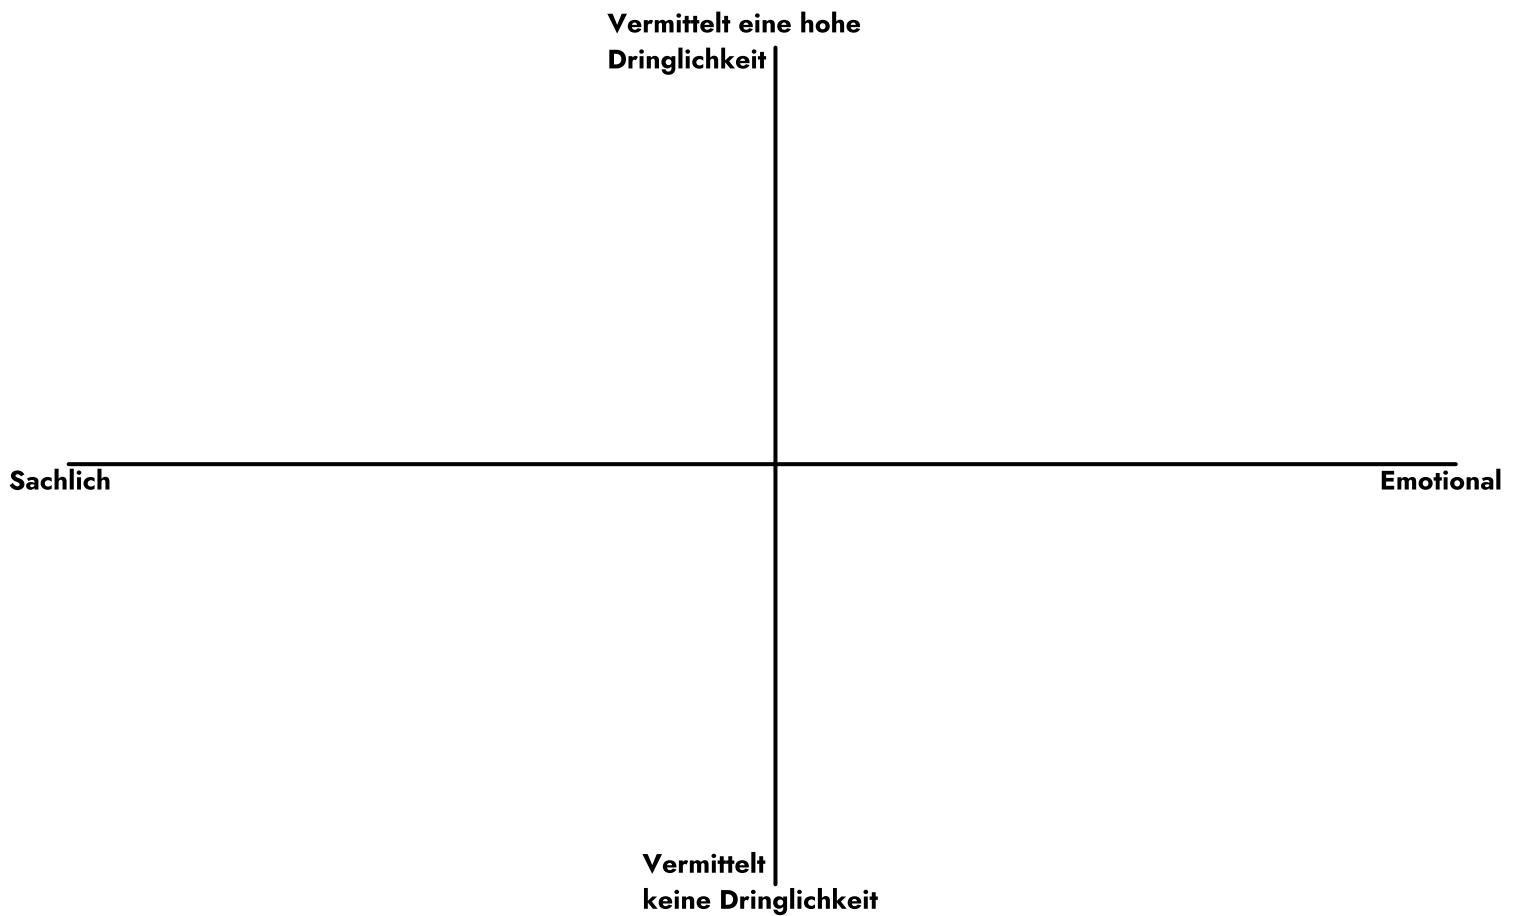 Vermittelt eine hohe
Dringlichkeit
Sachlich
Emotional
Vermittelt
keine Dringlichkeit